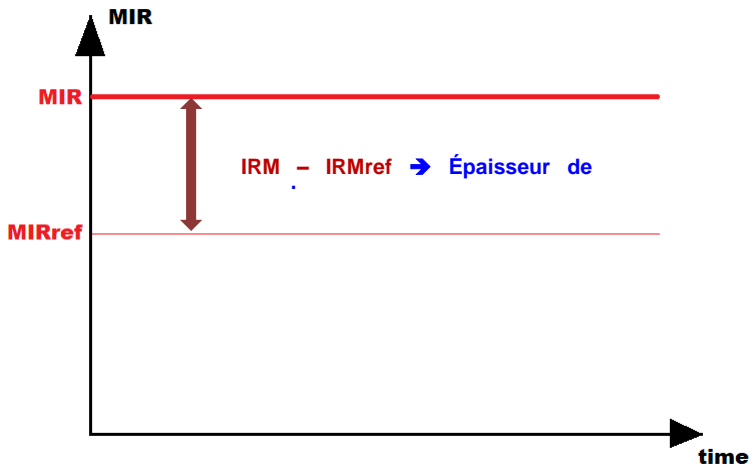 MIR
MIR
IRM – IRMref ➔ Épaisseur de
.
MIRref
time